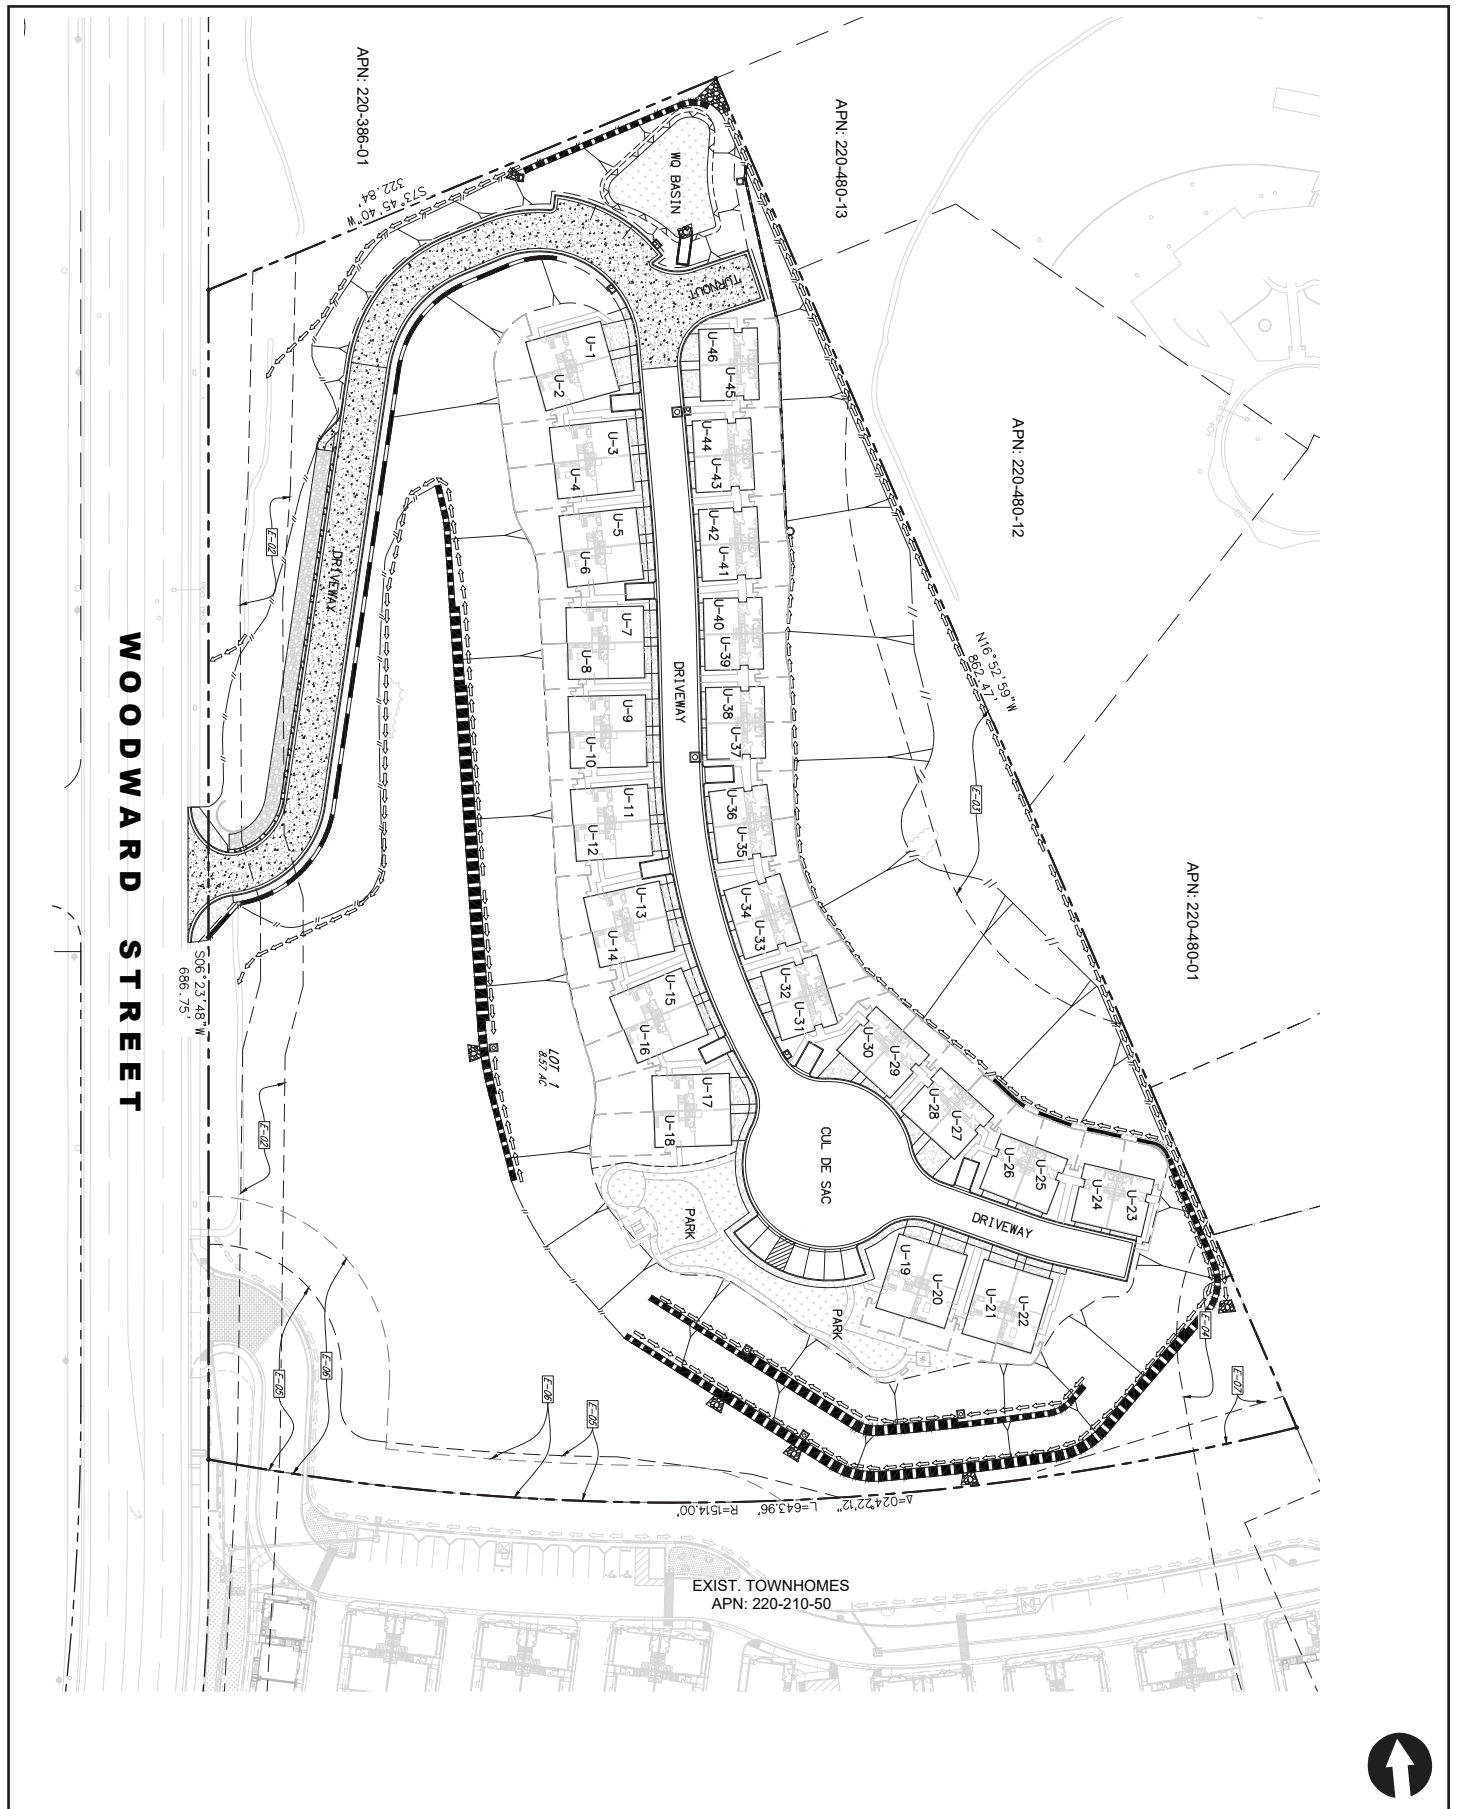 APN: 220-386-01
APN: 220-480-13
S73°45'40"W
322.84'
WQ BASIN
TURNOUT
U-1
U-2
U-46
U-45
U-3
U-4
U-44
U-43
APN: 220-480-12
U-5
U-6
U-42
U-41
E-02
DRIVEWAY
U-7
U-8
U-40
U-39
N16°52'59"W
862.47'
DRIVEWAY
U-9
U-10
U-38
U-37
WOODWARD STREET
E-03
U-11
U-12
U-36
U-35
U-13
U-14
U-34
U-33
APN: 220-480-01
S06°23'48"W
686.75'
U-15
U-16
U-32
U-31
LOT 1
8.57 AC
U-30
U-29
U-17
U-18
U-28
U-27
E-02
CUL DE SAC
U-26
U-25
U-24
U-23
PARK
DRIVEWAY
U-19
U-20
U-21
U-22
PARK
E-04
E-05
E-06
E-06
E-05
E-07
Δ=024°22'12" L=643.96' R=1514.00'
EXIST. TOWNHOMES
APN: 220-210-50